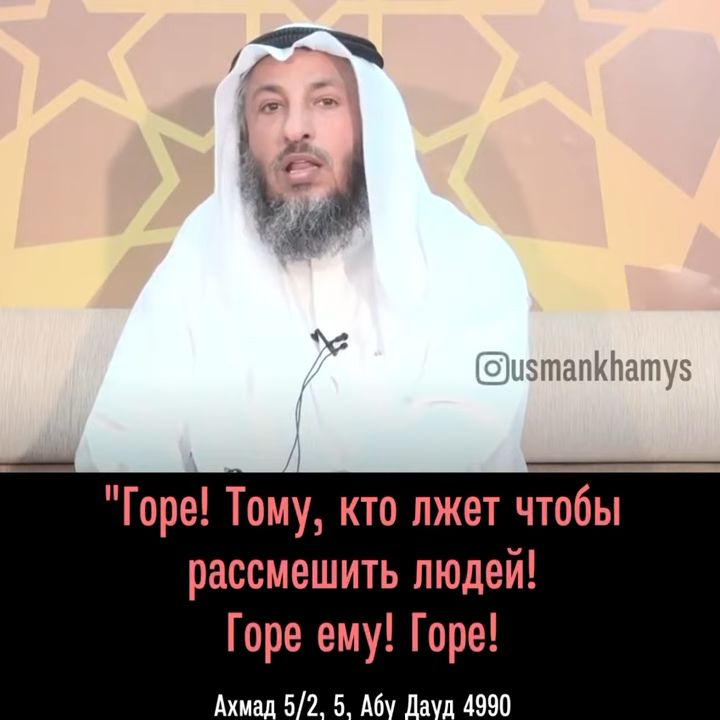 usmankhamys
"Горе! Тому, кто лжет чтобы
рассмешить людей!
Горе ему! Горе!
Ахмад 5/2, 5, Абу Дауд 4990